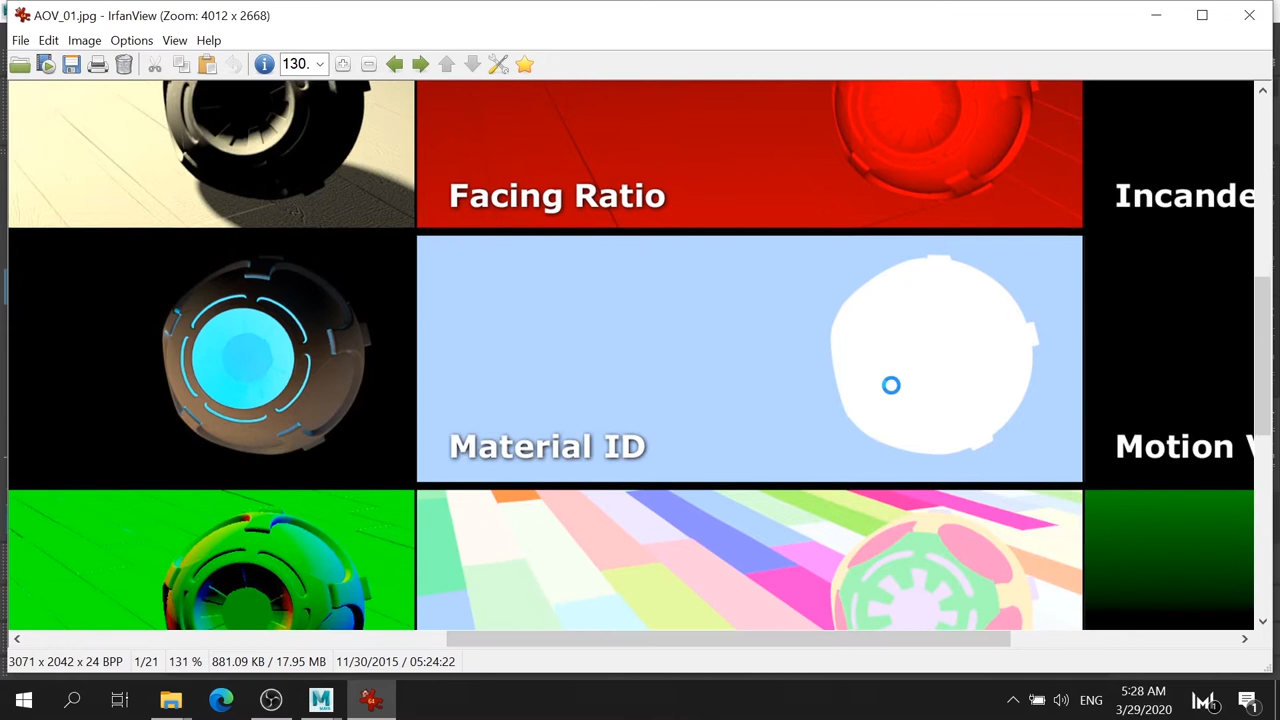 AOV_01.jpg - IrfanView (Zoom: 4012 x 2668)
File Edit Image Options View Help
130.
Facing Ratio
Incande
Material ID
Motion
3071 x 2042 x 24 BPP 1/21 131 % 881.09 KB / 17.95 MB 11/30/2015 / 05:24:22
ENG
5:28 AM
3/29/2020